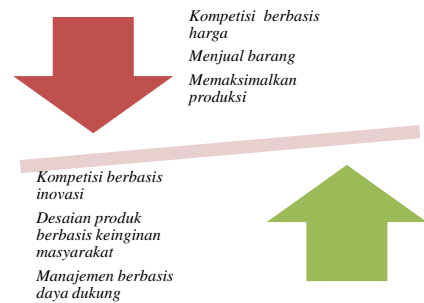 Kompetisi berbasis
harga
Menjual barang
Memaksimalkan
produksi
Kompetisi berbasis
inovasi
Desaian produk
berbasis keinginan
masyarakat
Manajemen berbasis
daya dukung